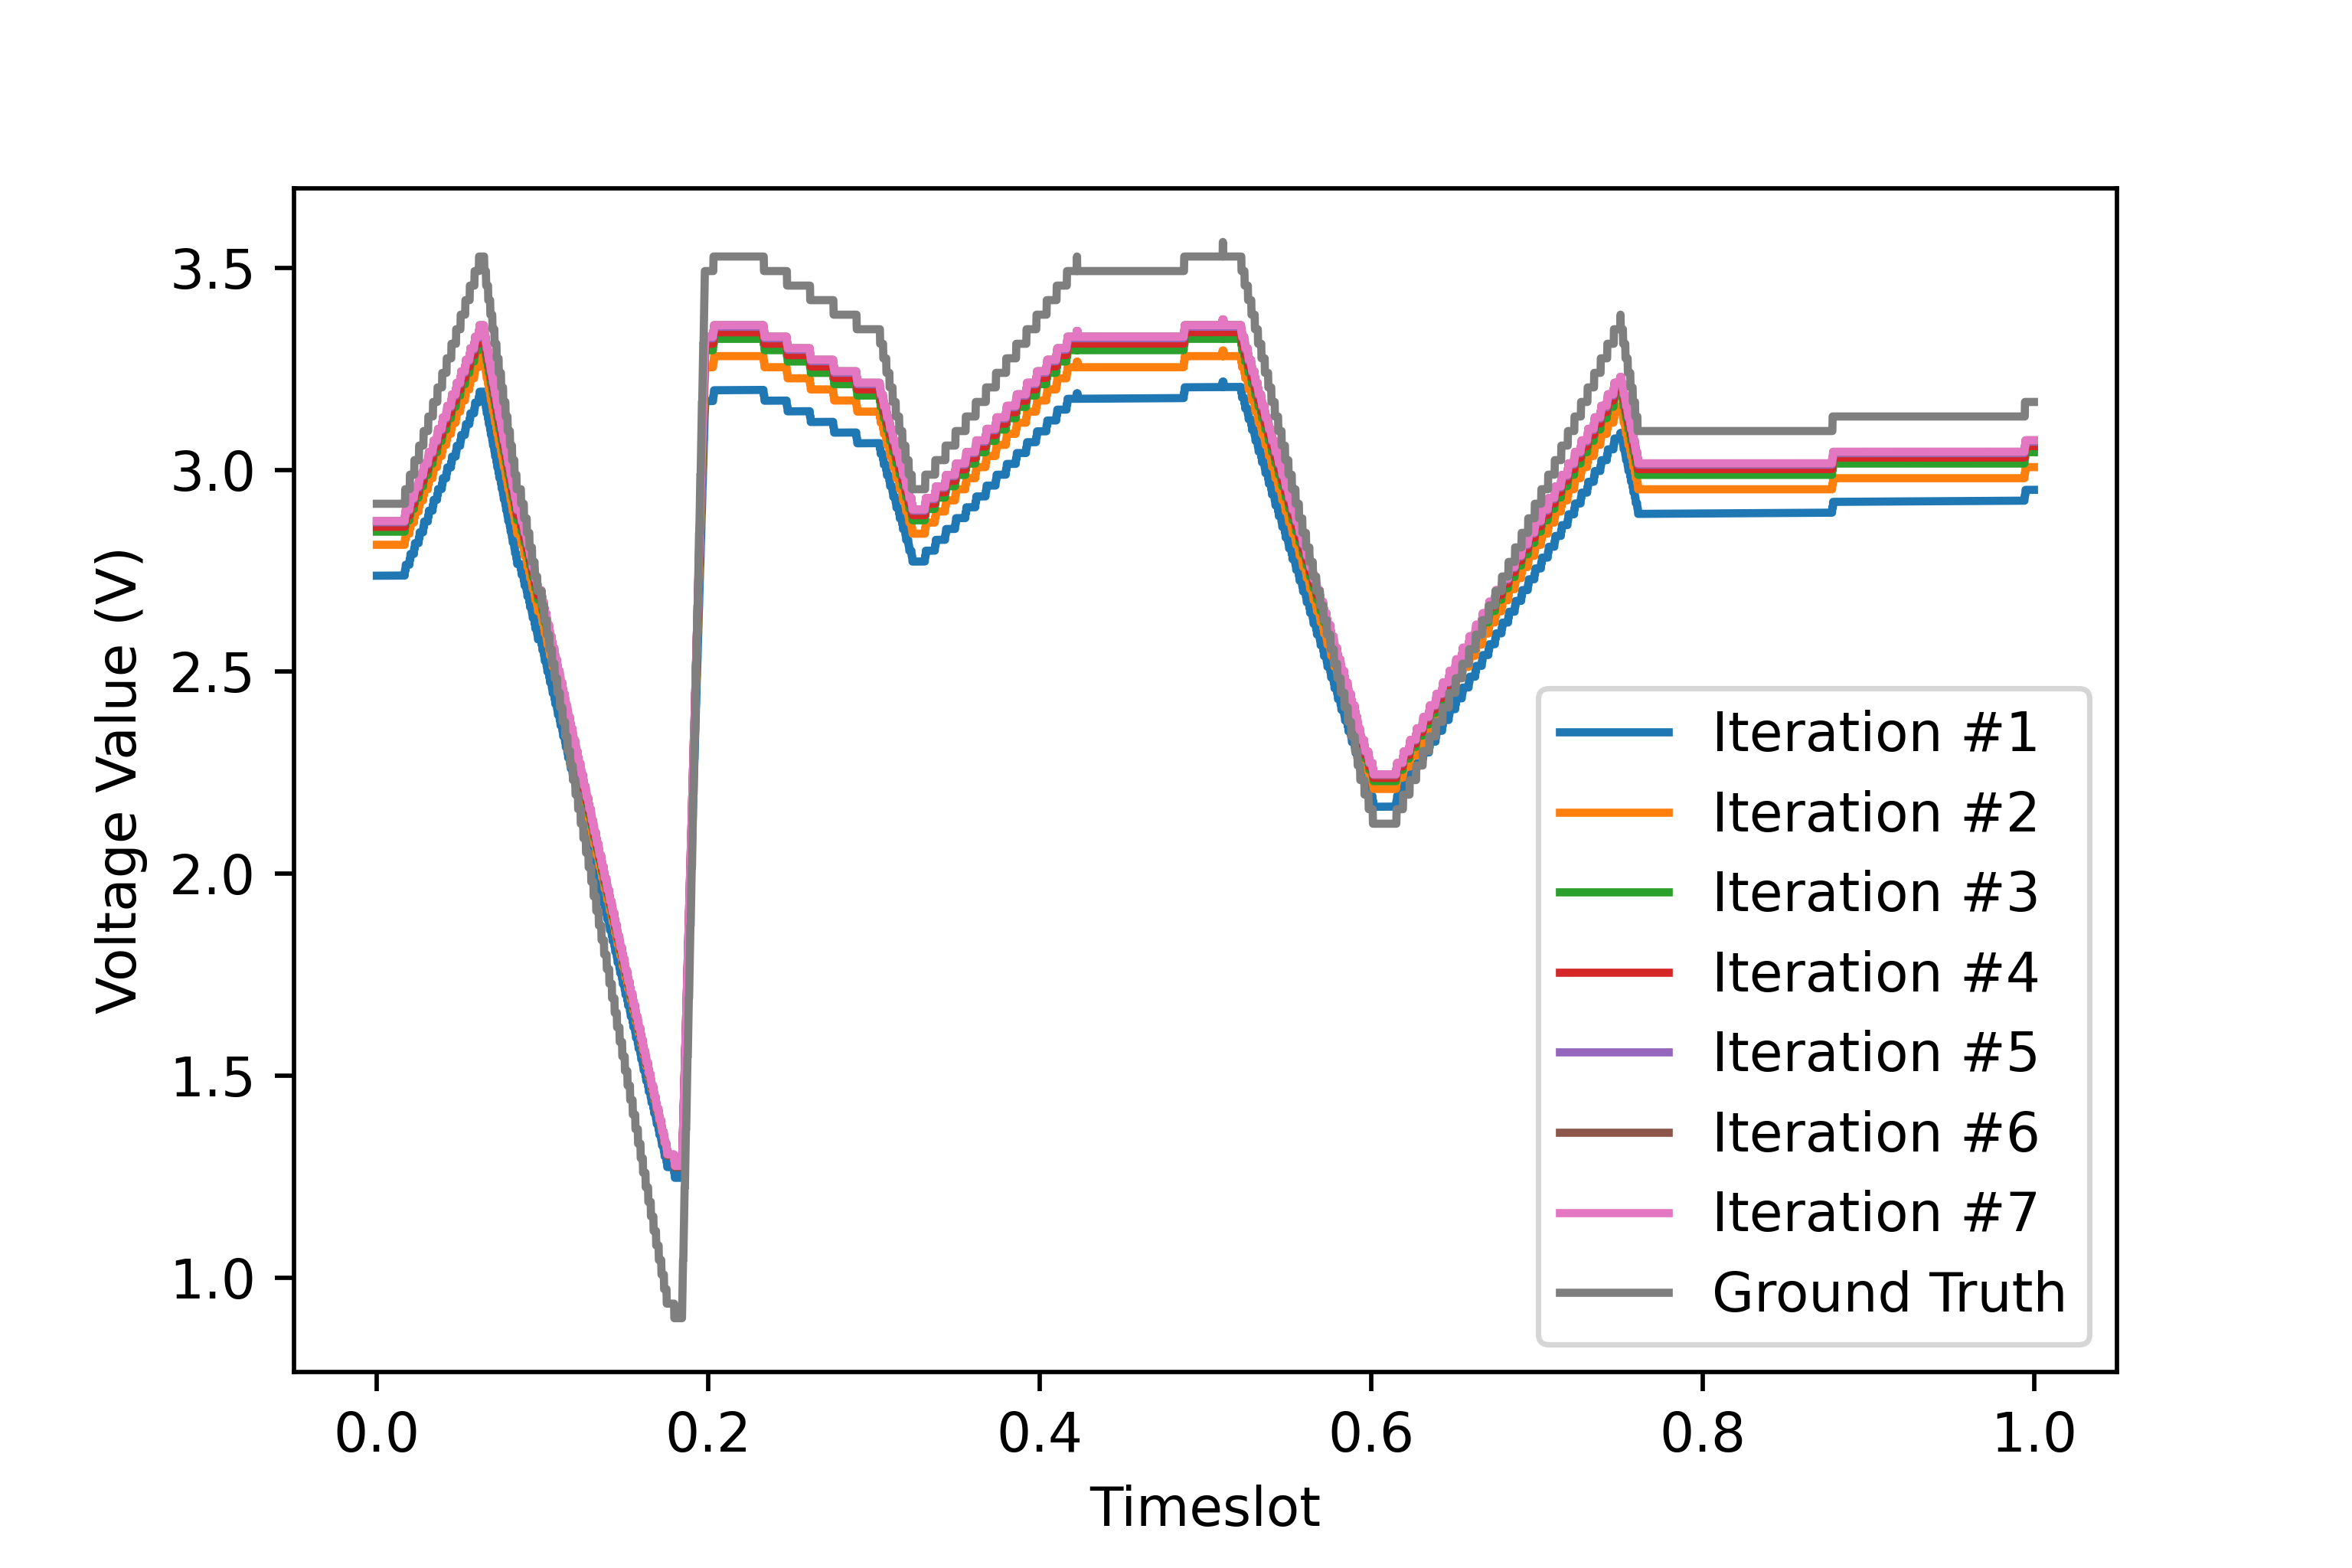 Voltage Value (V)
3.5
3.0
2.5
2.0
1.5
1.0
Iteration #1
Iteration #2
Iteration #3
Iteration #4
Iteration #5
Iteration #6
Iteration #7
Ground Truth
0.0 0.2 0.4 0.6 0.8 1.0
Timeslot